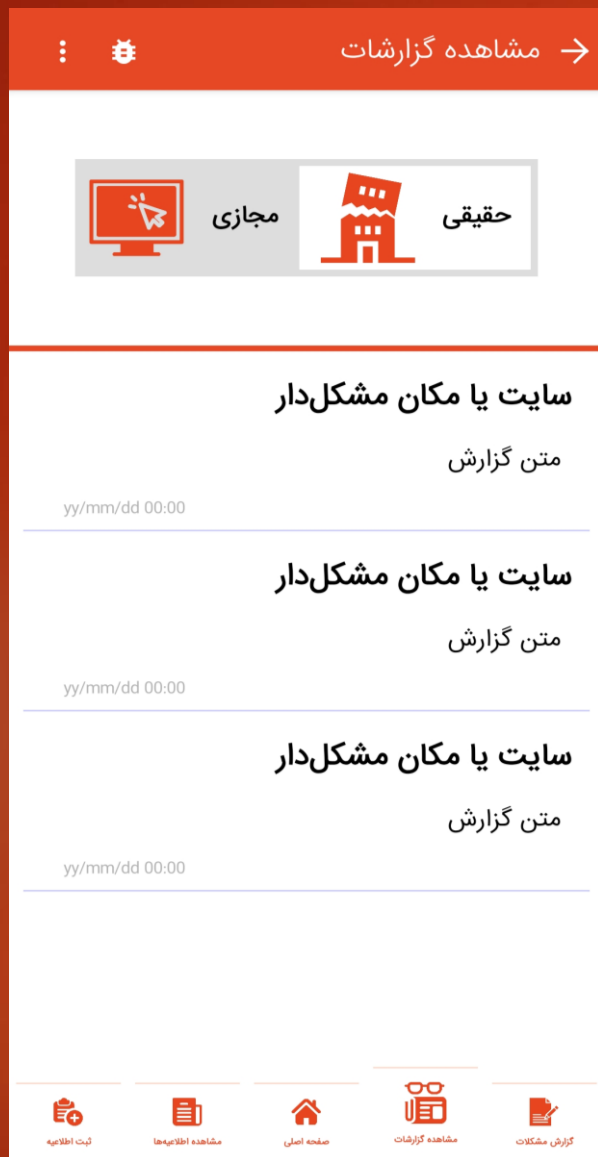 مشاهده گزارشات
حقیقی
مجازی
سایت یا مکان مشکل‌دار
متن گزارش
yy/mm/dd 00:00
سایت یا مکان مشکل‌دار
متن گزارش
yy/mm/dd 00:00
سایت یا مکان مشکل‌دار
متن گزارش
yy/mm/dd 00:00
گزارش مشکلات
مشاهده گزارشات
صفحه اصلی
مشاهده اطلاعیه‌ها
ثبت اطلاعیه